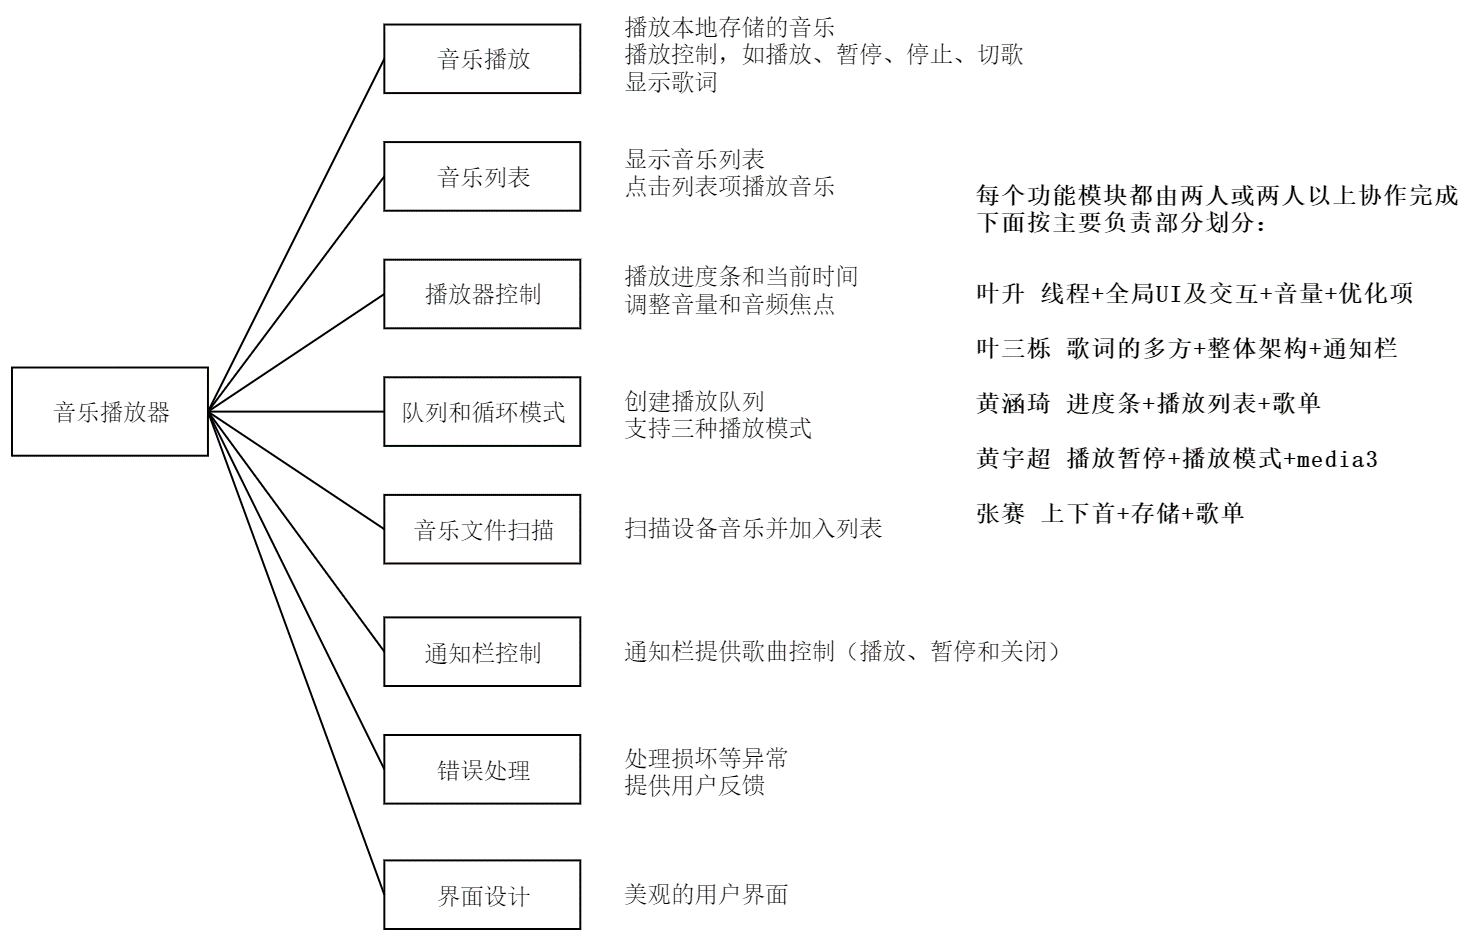 音乐播放
播放本地存储的音乐
播放控制，如播放、暂停、停止、切歌
显示歌词
音乐列表
显示音乐列表
点击列表项播放音乐
播放器控制
播放进度条和当前时间
调整音量和音频焦点
音乐播放器
队列和循环模式
创建播放队列
支持三种播放模式
音乐文件扫描
扫描设备音乐并加入列表
通知栏控制
通知栏提供歌曲控制（播放、暂停和关闭）
错误处理
处理损坏等异常
提供用户反馈
界面设计
美观的用户界面
每个功能模块都由两人或两人以上协作完成
下面按主要负责部分划分：
叶升 线程+全局UI及交互+音量+优化项
叶三栎 歌词的多方+整体架构+通知栏
黄涵琦 进度条+播放列表+歌单
黄宇超 播放暂停+播放模式+media3
张赛 上下首+存储+歌单